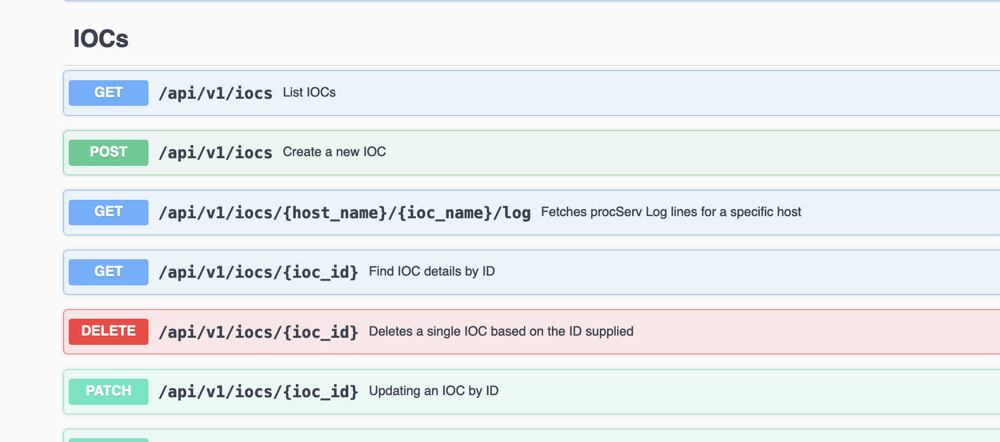 IOCs
GET /api/v1/iocs List IOCs
POST /api/v1/iocs Create a new IOC
GET /api/v1/iocs/{host_name}/{ioc_name}/log Fetches procServ Log lines for a specific host
GET /api/v1/iocs/{ioc_id} Find IOC details by ID
DELETE /api/v1/iocs/{ioc_id} Deletes a single IOC based on the ID supplied
PATCH /api/v1/iocs/{ioc_id} Updating an IOC by ID